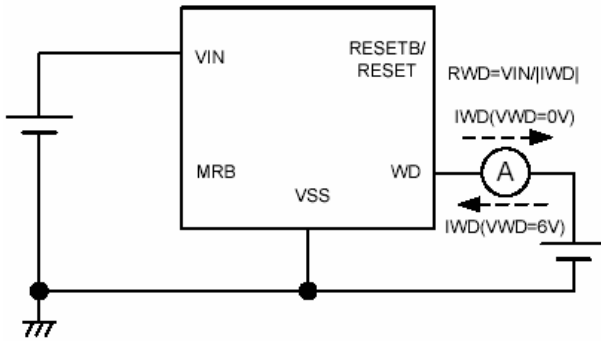 VIN
RESETB/
RESET
RWD=VIN/|IWD|
IWD(VWD=0V)
MRB
WD
A
VSS
IWD(VWD=6V)